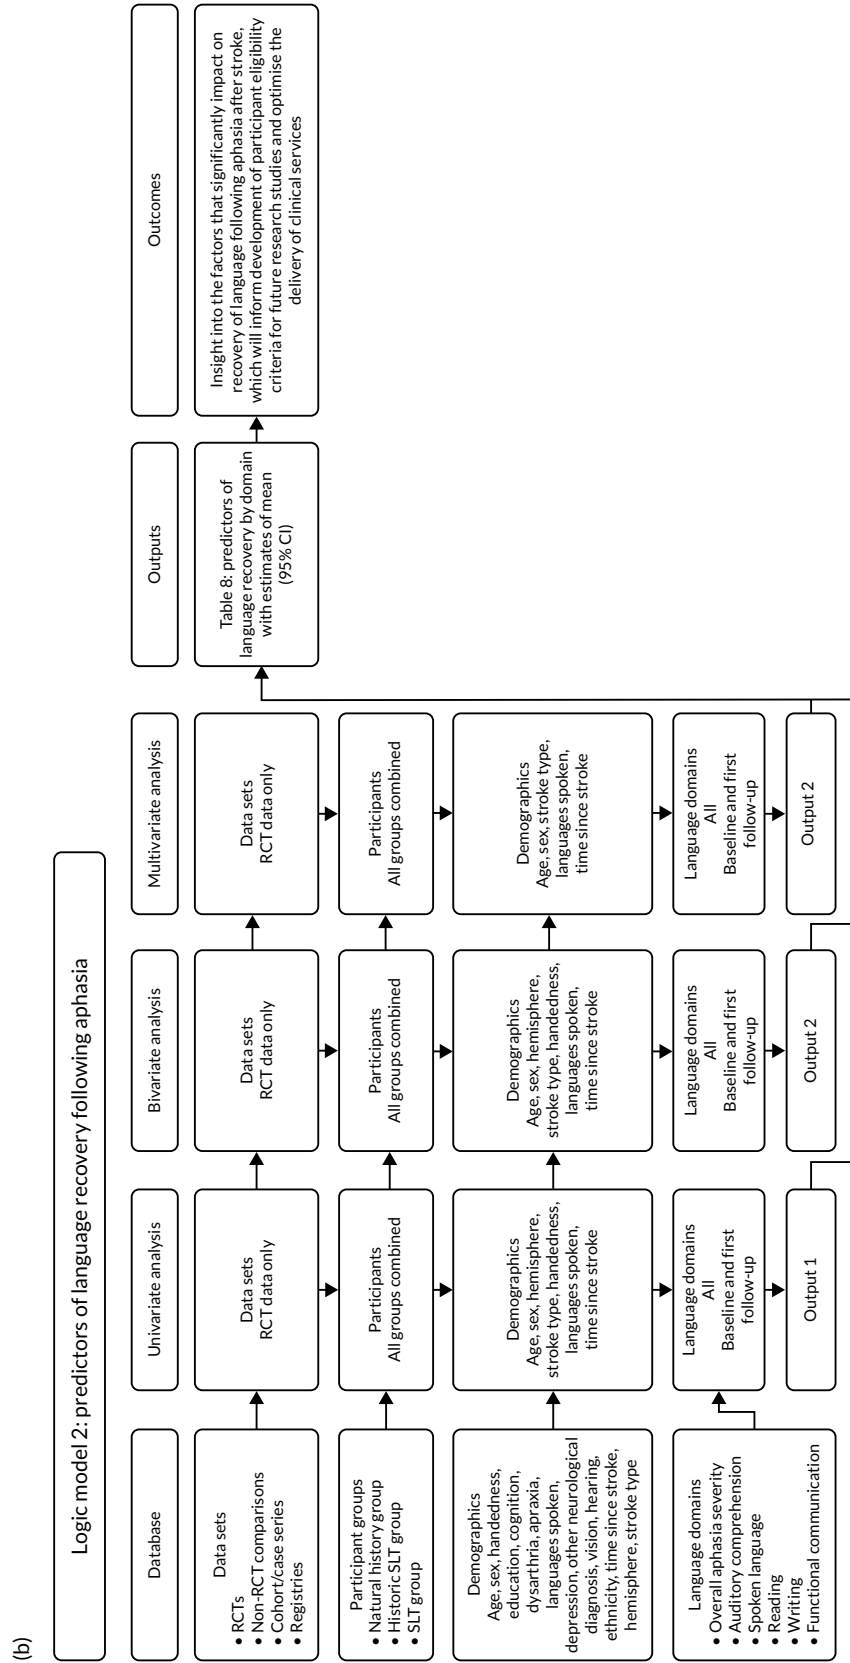 (b)
Logic model 2: predictors of language recovery following aphasia
Database
Univariate analysis
Bivariate analysis
Multivariate analysis
Outputs
Outcomes
Data sets
• RCTs
• Non-RCT comparisons
• Cohort/case series
• Registries
Data sets
RCT data only
Data sets
RCT data only
Data sets
RCT data only
Table 8: predictors of
language recovery by domain
with estimates of mean
(95% CI)
Insight into the factors that significantly impact on
recovery of language following aphasia after stroke,
which will inform development of participant eligibility
criteria for future research studies and optimise the
delivery of clinical services
Participant groups
• Natural history group
• Historic SLT group
• SLT group
Participants
All groups combined
Participants
All groups combined
Participants
All groups combined
Demographics
Age, sex, handedness,
education, cognition,
dysarthria, apraxia,
languages spoken,
depression, other neurological
diagnosis, vision, hearing,
ethnicity, time since stroke,
hemisphere, stroke type
Demographics
Age, sex, hemisphere,
stroke type, handedness,
languages spoken,
time since stroke
Demographics
Age, sex, hemisphere,
stroke type, handedness,
languages spoken,
time since stroke
Demographics
Age, sex, stroke type,
languages spoken,
time since stroke
Language domains
• Overall aphasia severity
• Auditory comprehension
• Spoken language
• Reading
• Writing
• Functional communication
Language domains
All
Baseline and first
follow-up
Language domains
All
Baseline and first
follow-up
Language domains
All
Baseline and first
follow-up
Output 1
Output 2
Output 2